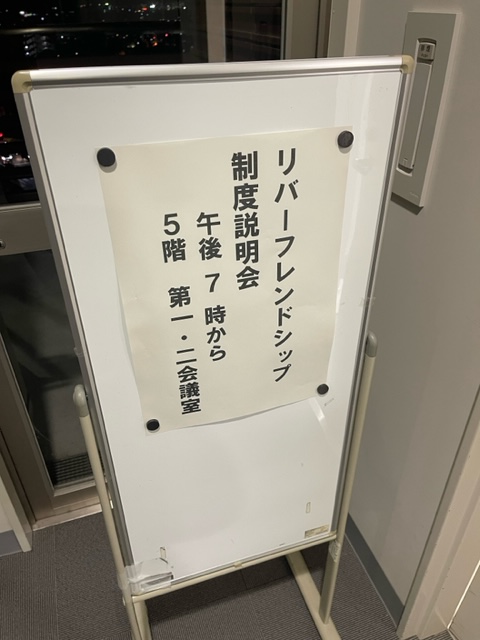 リバーフレンドシップ
制度説明会
午後 7 時から
5階 第一・二会議室